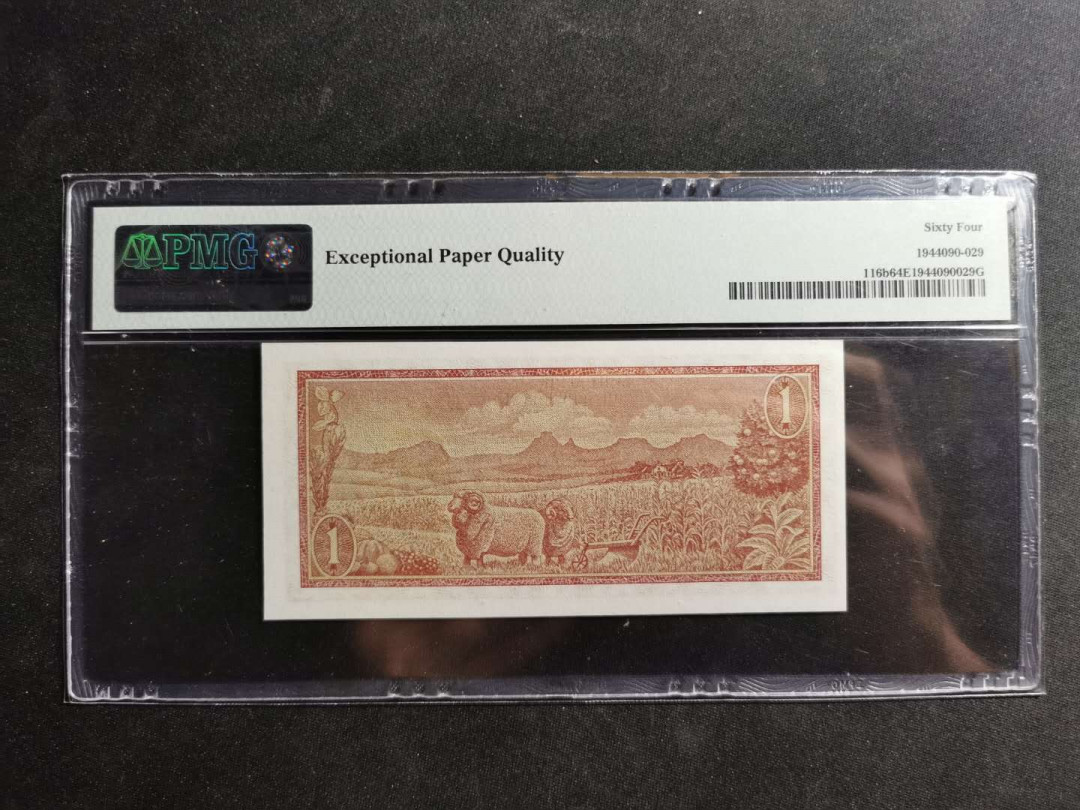 PMG
Exceptional Paper Quality
Sixty Four
1944090-029
116b64E1944090029G
1
1